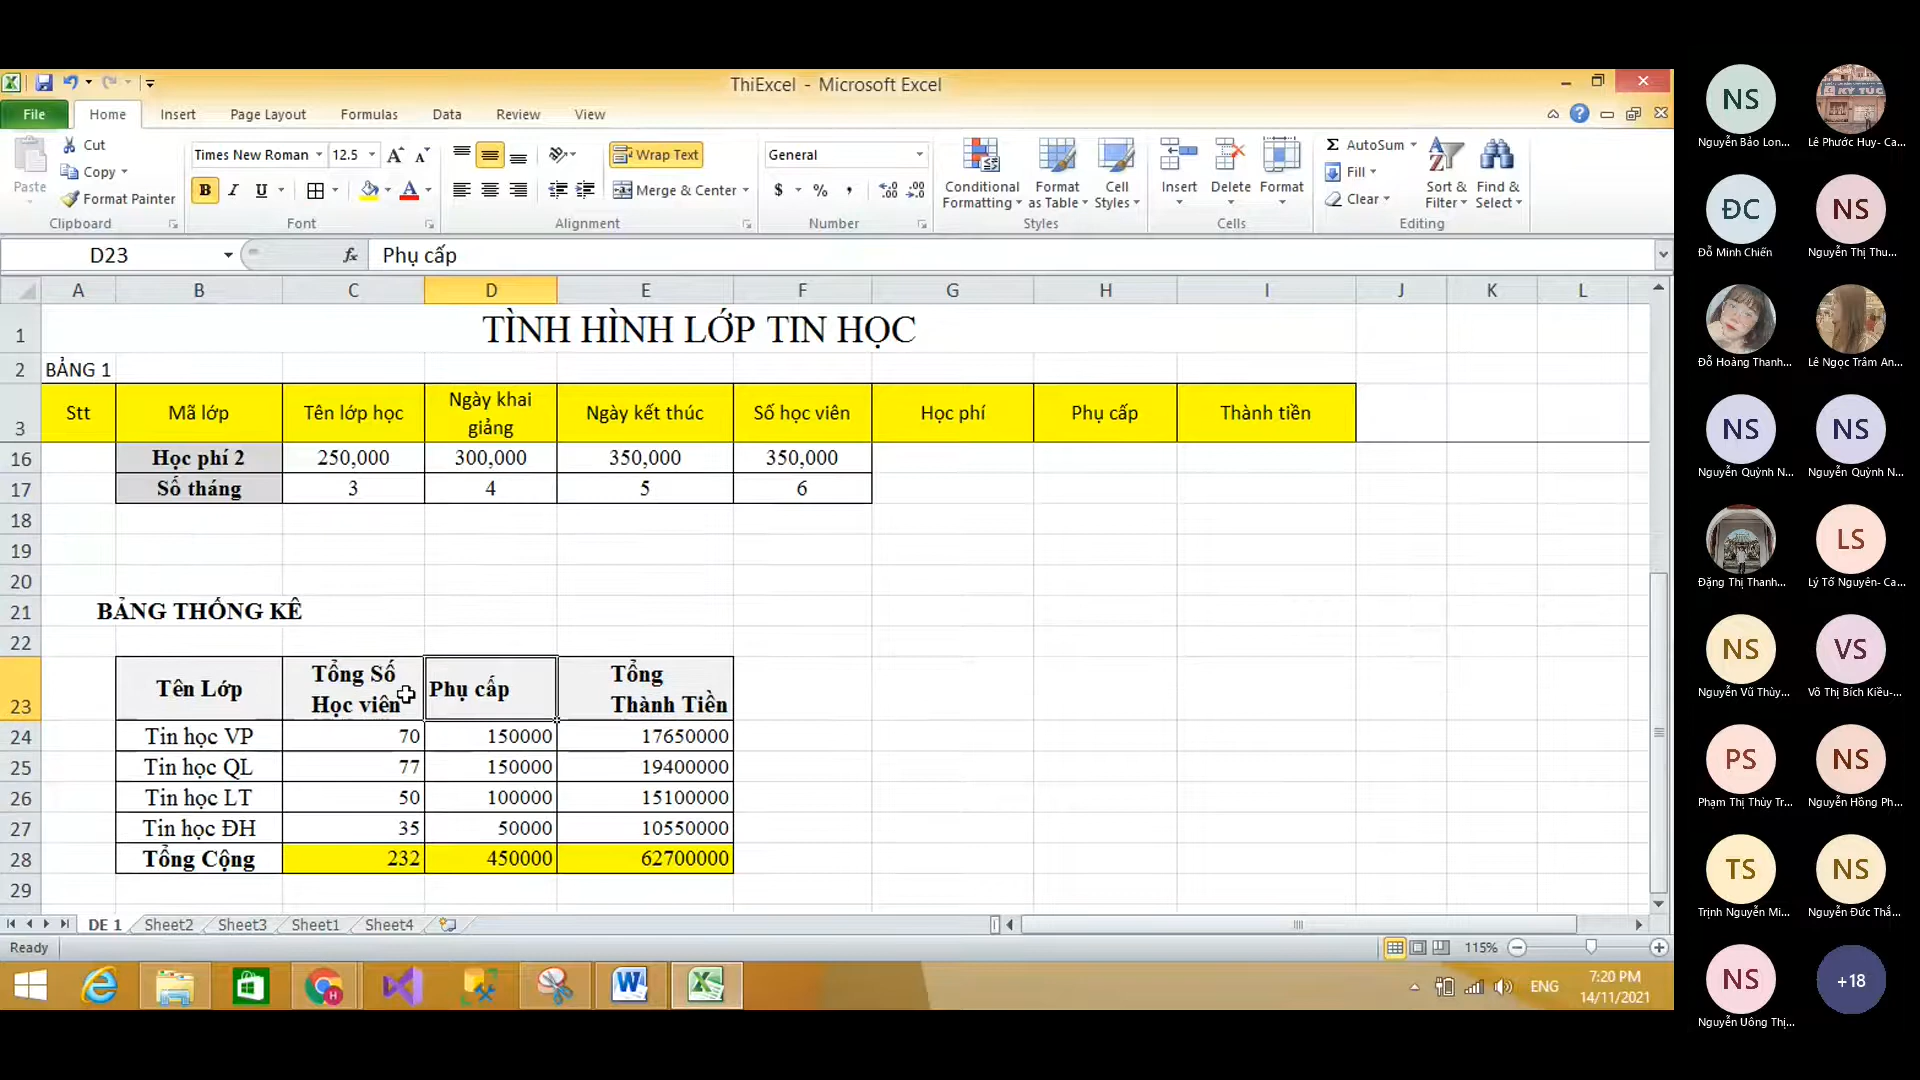 ThiExcel - Microsoft Excel
File Home Insert Page Layout Formulas Data Review View
Paste
Cut
Copy
Format Painter
Clipboard
Times New Roman 12.5
B I U
Font
Wrap Text
Merge & Center
Alignment
General
$ % ,
Number
Conditional Formatting
Format as Table
Cell Styles
Styles
Insert Delete Format
Cells
Σ AutoSum
Fill
Clear
Sort & Filter
Find & Select
Editing
D23 fx Phụ cấp
A B C D E F G H I J K L
1 TÌNH HÌNH LỚP TIN HỌC
2 BẢNG 1
3 Stt Mã lớp Tên lớp học Ngày khai giảng Ngày kết thúc Số học viên Học phí Phụ cấp Thành tiền
16 Học phí 2 250,000 300,000 350,000 350,000
17 Số tháng 3 4 5 6
18
19
20
21 BẢNG THỐNG KÊ
22
23 Tên Lớp Tổng Số Học viên Phụ cấp Tổng Thành Tiền
24 Tin học VP 70 150000 17650000
25 Tin học QL 77 150000 19400000
26 Tin học LT 50 100000 15100000
27 Tin học ĐH 35 50000 10550000
28 Tổng Cộng 232 450000 62700000
29
DE 1 Sheet2 Sheet3 Sheet1 Sheet4
Ready 115%
ENG
7:20 PM
14/11/2021
NS
Nguyễn Bảo Lon...
KÝ TÚC
Lê Phước Huy- Ca...
ĐC
Đỗ Minh Chiến
NS
Nguyễn Thị Thu...
Đỗ Hoàng Thanh...
Lê Ngọc Trâm An...
NS
Nguyễn Quỳnh N...
NS
Nguyễn Quỳnh N...
Đặng Thị Thanh...
LS
Lý Tố Nguyên- Ca...
NS
Nguyễn Vũ Thùy...
VS
Võ Thị Bích Kiều-...
PS
Phạm Thị Thùy Tr...
NS
Nguyễn Hồng Ph...
TS
Trịnh Nguyễn Mi...
NS
Nguyễn Đức Thắ...
NS
Nguyễn Uông Thị...
+18